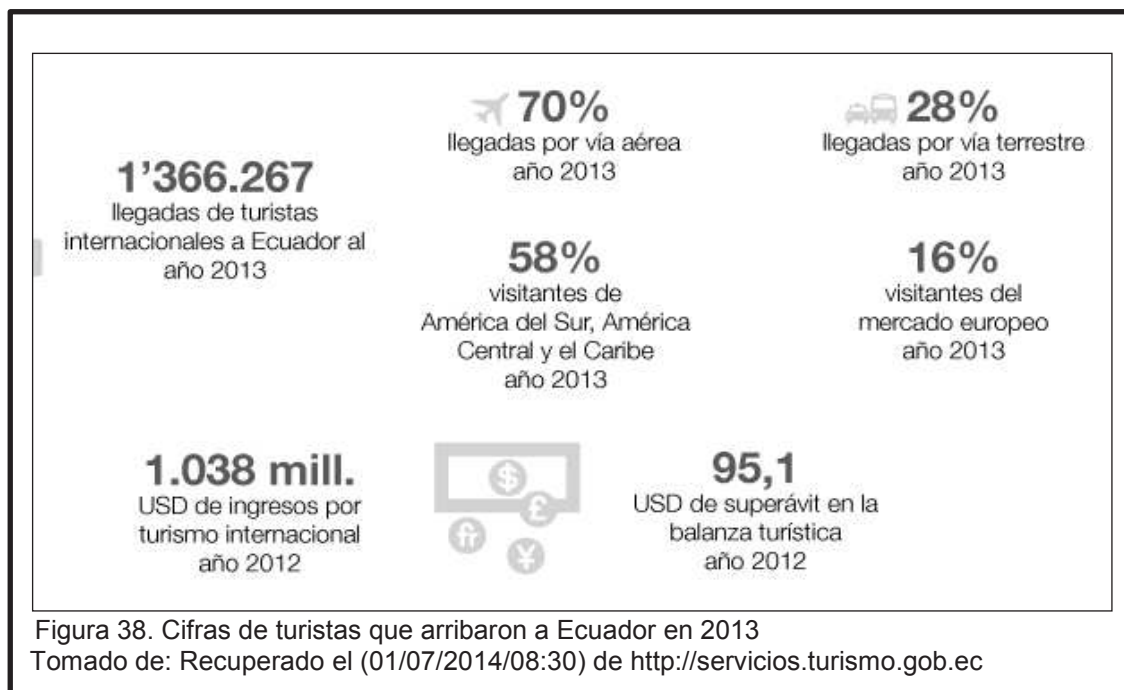 70%
llegadas por vía aérea
año 2013
28%
llegadas por vía terrestre
año 2013
1’366.267
llegadas de turistas
internacionales a Ecuador al
año 2013
58%
visitantes de
América del Sur, América
Central y el Caribe
año 2013
16%
visitantes del
mercado europeo
año 2013
1.038 mill.
USD de ingresos por
turismo internacional
año 2012
$
£
¥
95,1
USD de superávit en la
balanza turística
año 2012
Figura 38. Cifras de turistas que arribaron a Ecuador en 2013
Tomado de: Recuperado el (01/07/2014/08:30) de http://servicios.turismo.gob.ec